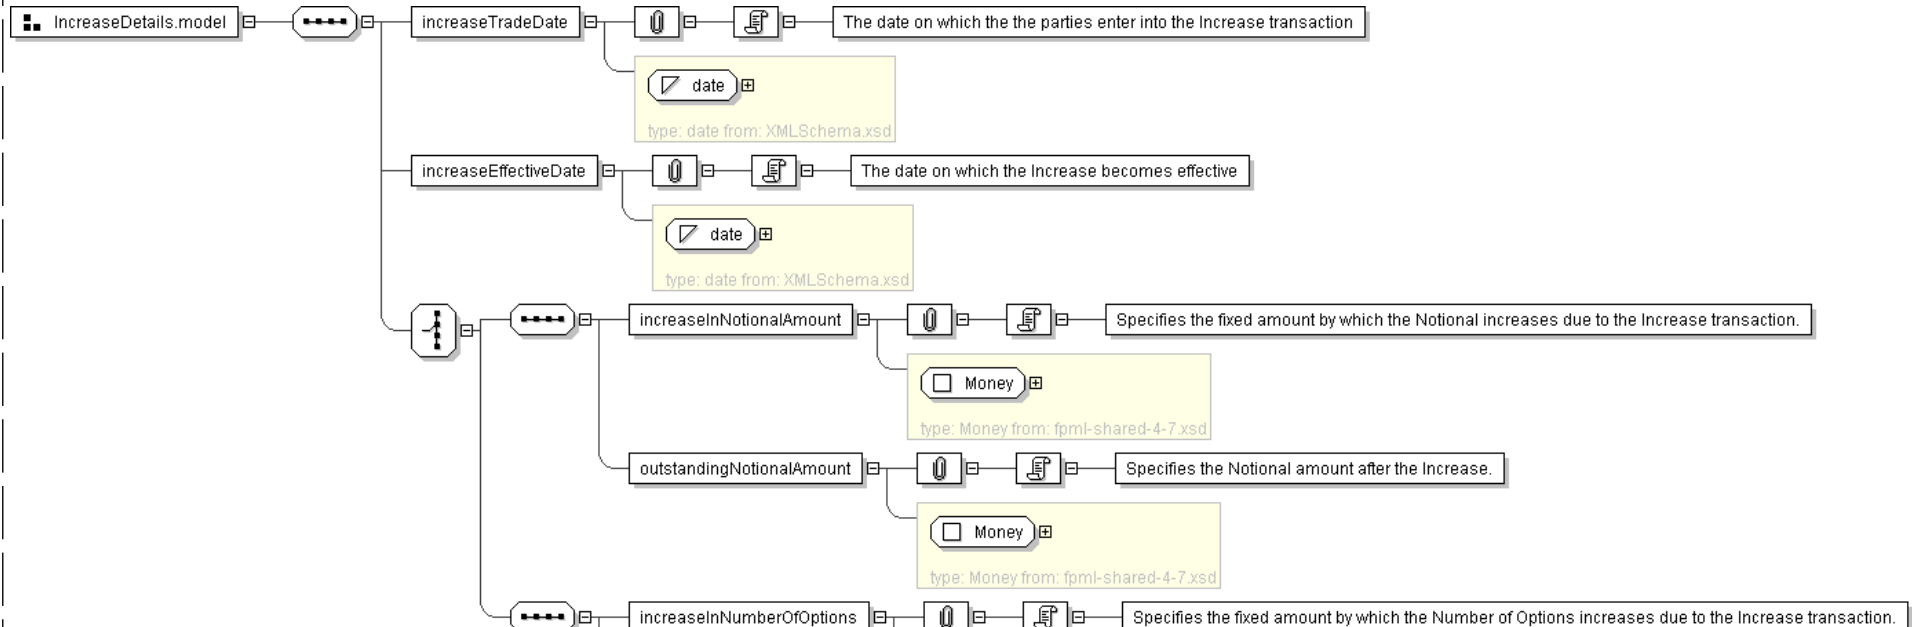 IncreaseDetails.model
increaseTradeDate
The date on which the the parties enter into the Increase transaction
date
type: date from: XMLSchema.xsd
increaseEffectiveDate
The date on which the Increase becomes effective
date
type: date from: XMLSchema.xsd
increaseInNotionalAmount
Specifies the fixed amount by which the Notional increases due to the Increase transaction.
Money
type: Money from: fpml-shared-4-7.xsd
outstandingNotionalAmount
Specifies the Notional amount after the Increase.
Money
type: Money from: fpml-shared-4-7.xsd
increaseInNumberOfOptions
Specifies the fixed amount by which the Number of Options increases due to the Increase transaction.